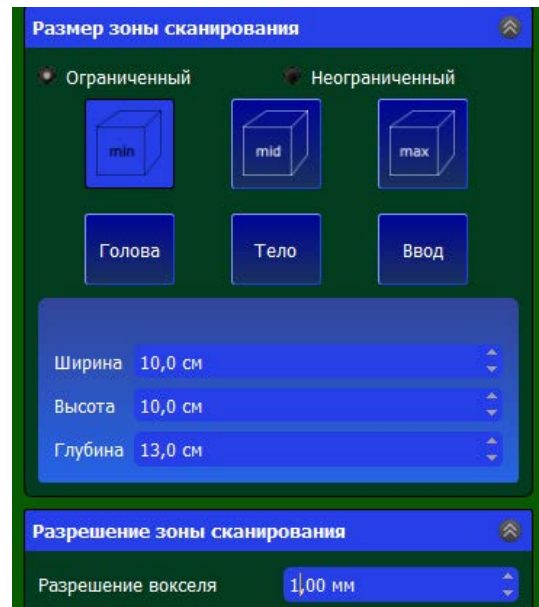 Размер зоны сканирования
Ограниченный Неограниченный
min mid max
Голова Тело Ввод
Ширина 10,0 см
Высота 10,0 см
Глубина 13,0 см
Разрешение зоны сканирования
Разрешение вокселя 1,00 мм